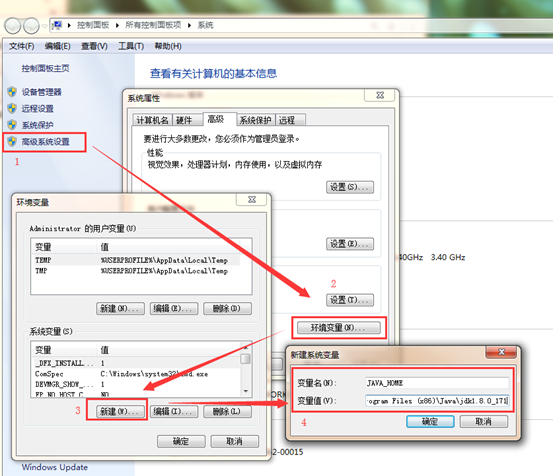 控制面板 ▸ 所有控制面板项 ▸ 系统
文件(F) 编辑(E) 查看(V) 工具(T) 帮助(H)
控制面板主页
设备管理器
远程设置
系统保护
高级系统设置
1
查看有关计算机的基本信息
系统属性
计算机名 硬件 高级 系统保护 远程
要进行大多数更改，您必须作为管理员登录。
性能
视觉效果，处理器计划，内存使用，以及虚拟内存
设置(S)...
设置(E)...
40GHz 3.40 GHz
2
设置(T)...
环境变量(N)...
环境变量
Administrator 的用户变量(U)
变量 值
TEMP %USERPROFILE%\AppData\Local\Temp
TMP %USERPROFILE%\AppData\Local\Temp
新建(N)... 编辑(E)... 删除(D)
系统变量(S)
变量 值
_DFX_INSTALL_... 1
ComSpec C:\Windows\system32\cmd.exe
DEVMGR_SHOW_... 1
FP_NO_HOST_C... NO
3
新建(W)... 编辑(I)... 删除(L)
确定 取消
新建系统变量
变量名(N): JAVA_HOME
变量值(V): ogram Files (x86)\Java\jdk1.8.0_171
4
确定 取消
2-00015
Windows Update